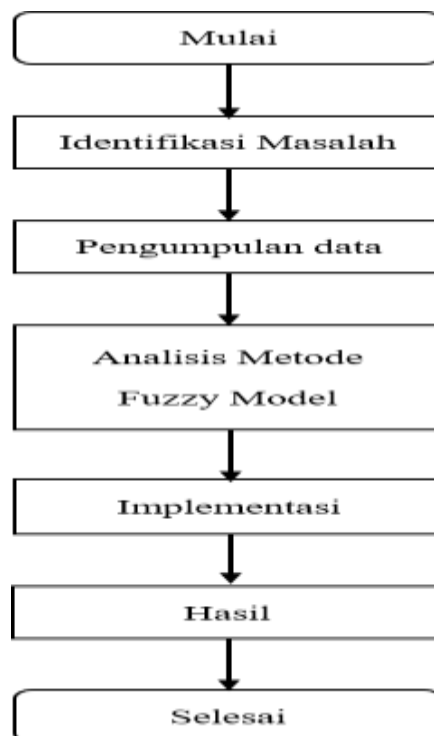 Mulai
Identifikasi Masalah
Pengumpulan data
Analisis Metode
Fuzzy Model
Implementasi
Hasil
Selesai